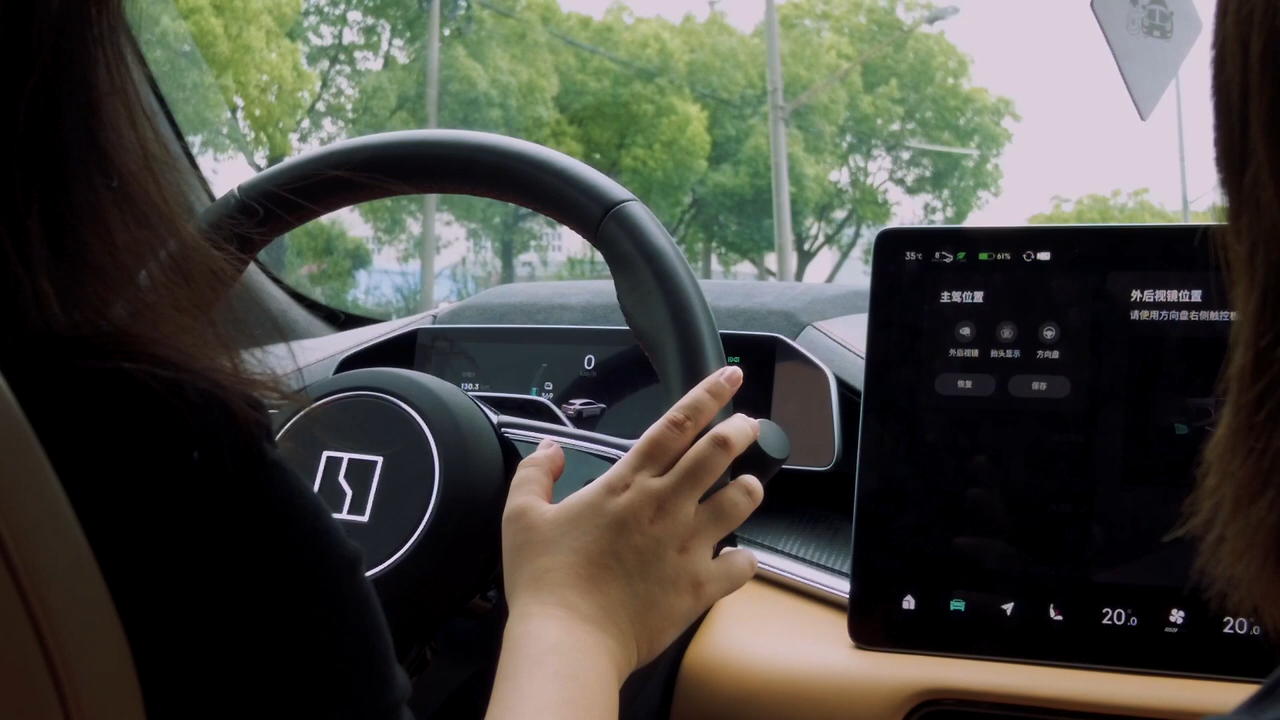 0
130.3
35℃
61%
主驾位置
外后视镜
抬头显示
方向盘
恢复
保存
外后视镜位置
请使用方向盘右侧触控
20.0
20.0